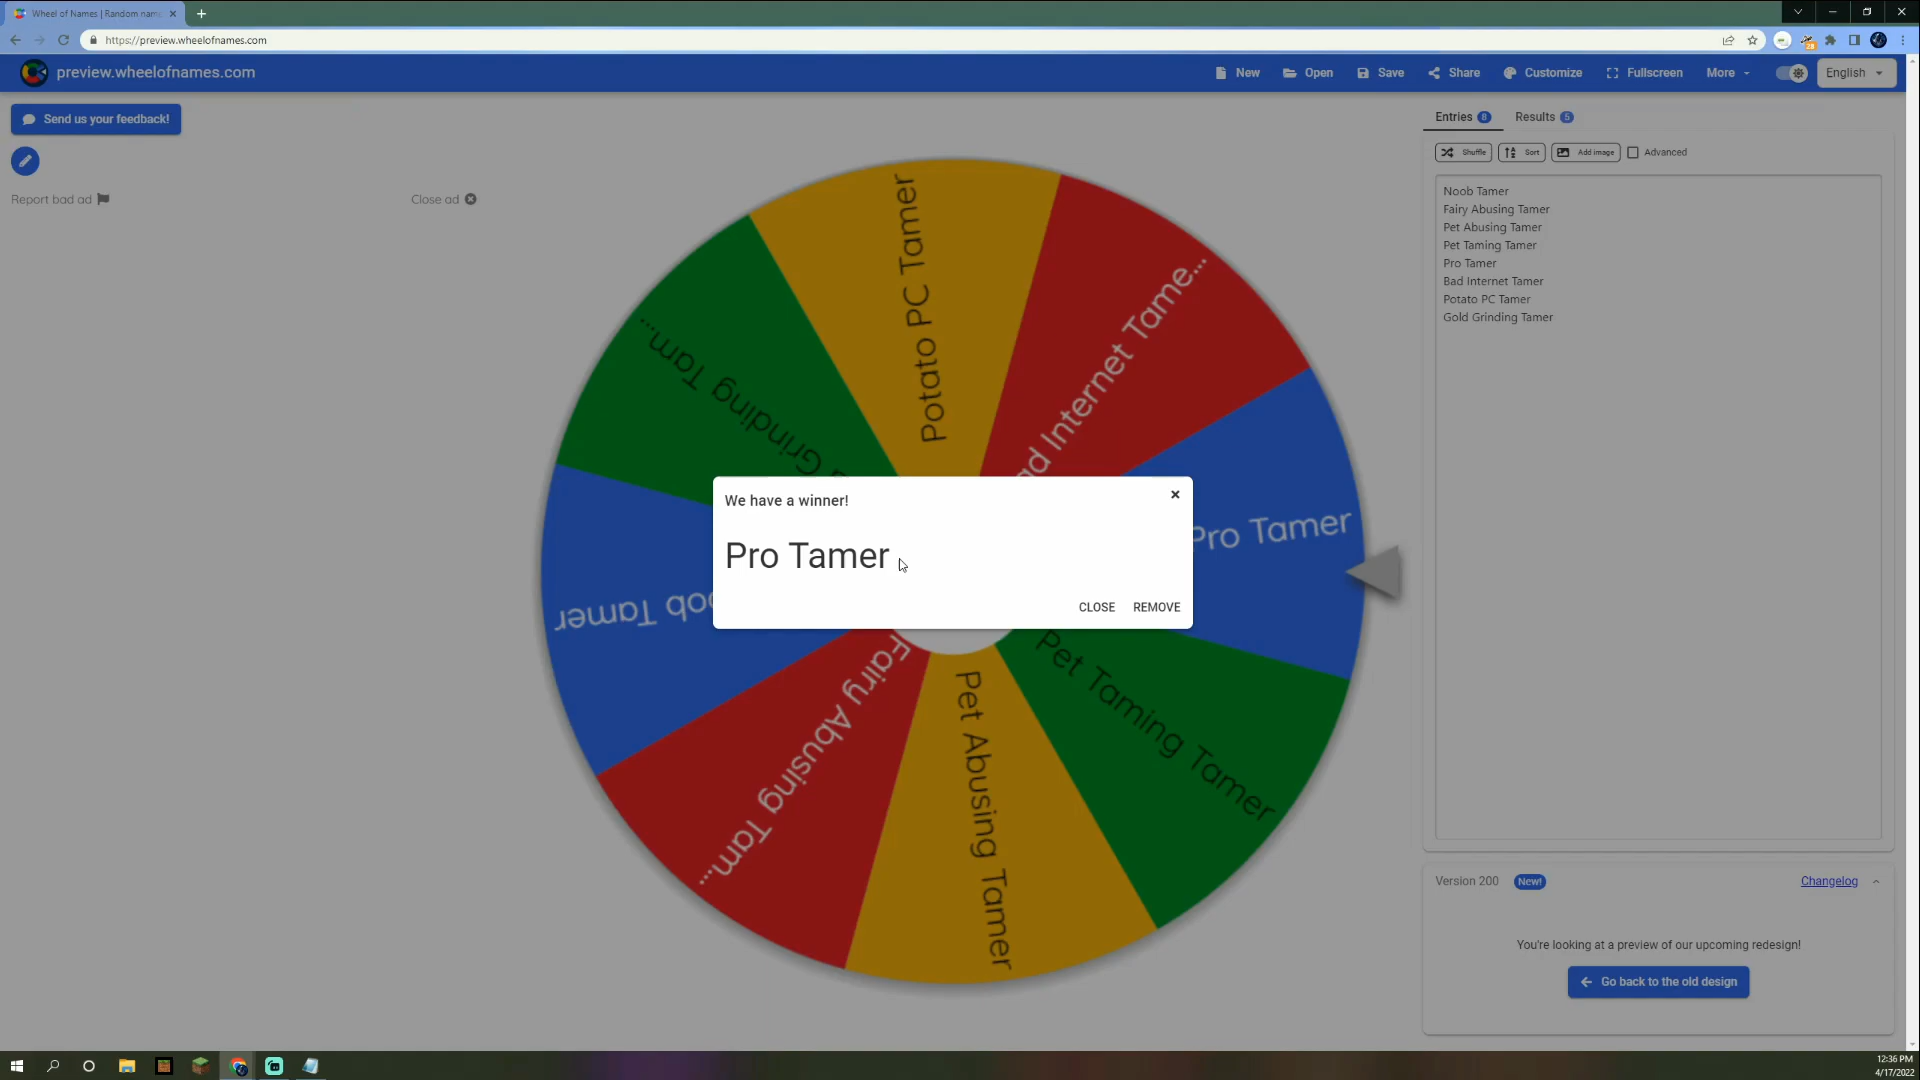 Wheel of Names | Random nam
https://preview.wheelofnames.com
28
preview.wheelofnames.com
New
Open
Save
Share
Customize
Fullscreen
More
English
Send us your feedback!
Report bad ad
Close ad
Entries 8
Results 5
Shuffle
Sort
Add image
Advanced
Noob Tamer
Fairy Abusing Tamer
Pet Abusing Tamer
Pet Taming Tamer
Pro Tamer
Bad Internet Tamer
Potato PC Tamer
Gold Grinding Tamer
Potato PC Tamer
ad Internet Tame...
Pro Tamer
Pet Taming Tamer
Pet Abusing Tamer
Fairy Abusing Tam...
oob Tamer
Grinding Tam...
We have a winner!
Pro Tamer
CLOSE
REMOVE
Version 200
New!
Changelog
You're looking at a preview of our upcoming redesign!
Go back to the old design
12:36 PM
4/17/2022